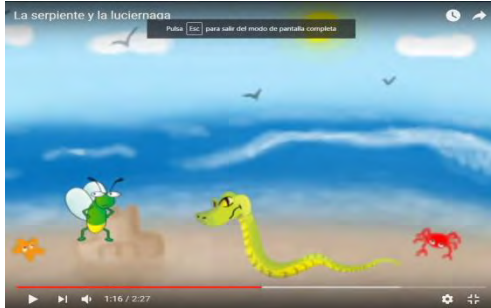 La serpiente y la luciernaga
Pulsa Esc para salir del modo de pantalla completa
1:16 / 2:27